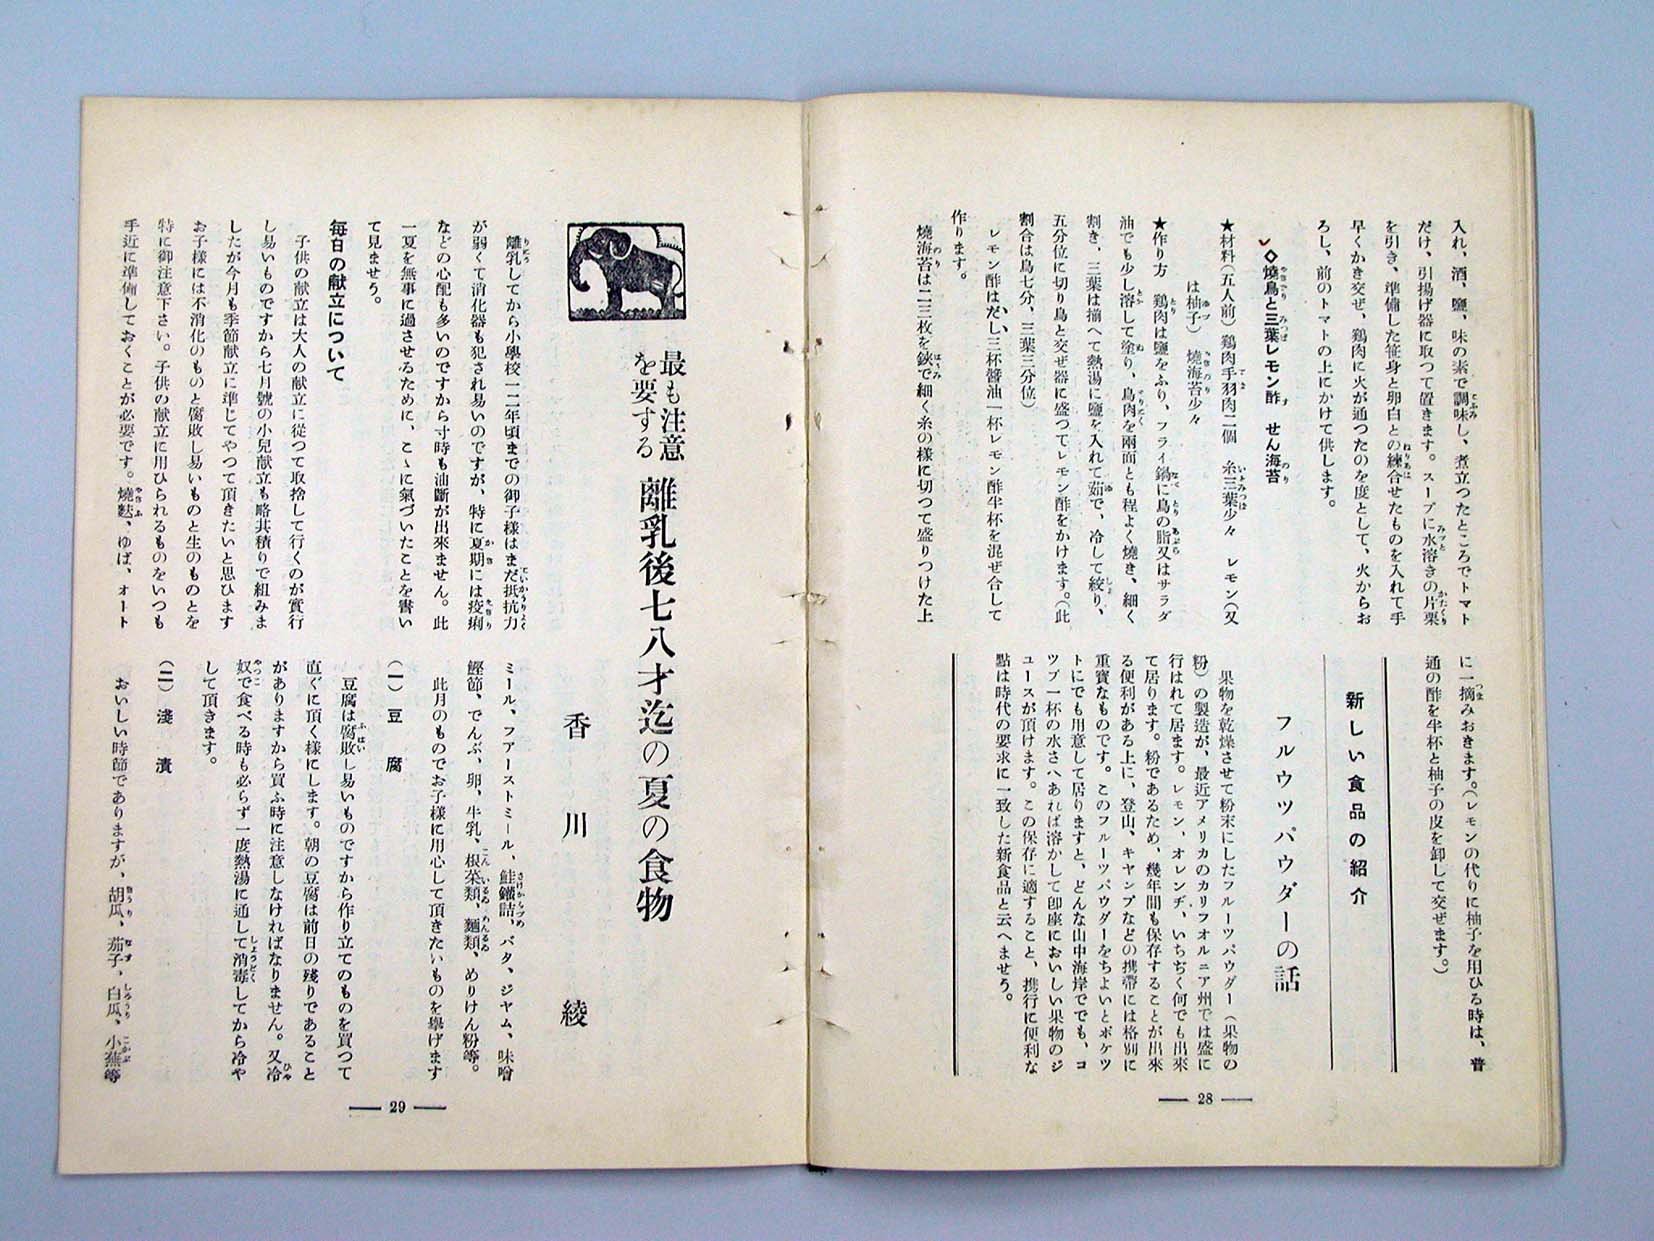 入れ、酒、鹽、味の素で調味し、煮立つたところでトマト
だけ、引揚げ器に取つて置きます。スープに水溶きの片栗
を引き、準備した笹身と卵白との練合せたものを入れて手
早くかき交ぜ、鶏肉に火が通つたのを度として、火からお
ろし、前のトマトの上にかけて供します。
◇燒鳥と三葉レモン酢　せん海苔
★材料(五人前)鶏肉手羽肉二個　糸三葉少々　レモン(又
は柚子)　燒海苔少々
★作り方　鶏肉は鹽をふり、フライ鍋に鳥の脂又はサラダ
油でも少し溶して塗り、鳥肉を兩面とも程よく燒き、細く
割き、三葉は揃へて熱湯に鹽を入れて茹で、冷して絞り、
五分位に切り鳥と交ぜ器に盛つてレモン酢をかけます。(此
割合は鳥七分、三葉三分位)
レモン酢はだし三杯醬油一杯レモン酢半杯を混ぜ合して
作ります。
燒海苔は二三枚を鋏で細く糸の樣に切つて盛りつけた上
に一摘みおきます。(レモンの代りに柚子を用ひる時は、普
通の酢を半杯と柚子の皮を卸して交ぜます。)
新しい食品の紹介
フルウツパウダーの話
果物を乾燥させて粉末にしたフルーツパウダー(果物の
粉)の製造が、最近アメリカのカリフオルニア州では盛に
行はれて居ます。レモン、オレンヂ、いちぢく何でも出來
て居ります。粉であるため、幾年間も保存することが出來
る便利がある上に、登山、キヤンプなどの携帶には格別に
重寶なものです。このフルーツパウダーをちよいとポケツ
トにでも用意して居りますと、どんな山中海岸ででも、コ
ツプ一杯の水さへあれば溶かして卽座においしい果物のジ
ユースが頂けます。この保存に適すること、携行に便利な
點は時代の要求に一致した新食品と云へませう。
28
最も注意
を要する
離乳後七八才迄の夏の食物
香川綾
離乳してから小學校一二年頃までの御子樣はまだ抵抗力
が弱くて消化器も犯され易いのですが、特に夏期には疫痢
などの心配も多いのですから寸時も油斷が出來ません。此
一夏を無事に過させるために、こゝに氣づいたことを書い
て見ませう。
每日の献立について
子供の献立は大人の献立に從つて取捨して行くのが實行
し易いものですから七月號の小兒献立も略其積りで組みま
したが今月も季節献立に準じてやつて頂きたいと思ひます
お子樣には不消化のものと腐敗し易いものと生のものとを
特に御注意下さい。子供の献立に用ひられるものをいつも
手近に準備しておくことが必要です。燒麩、ゆば、オート
ミール、フアーストミール、鮭鑵詰、バタ、ジヤム、味噌
鰹節、でんぶ、卵、牛乳、根菜類、麵類、めりけん粉等。
此月のものでお子樣に用心して頂きたいものを擧げます
(一)豆　腐
豆腐は腐敗し易いものですから作り立てのものを買つて
直ぐに頂く樣にします。朝の豆腐は前日の殘りであること
がありますから買ふ時に注意しなければなりません。又冷
奴で食べる時も必らず一度熱湯に通して消毒してから冷や
して頂きます。
(二)淺　漬
おいしい時節でありますが、胡瓜、茄子、白瓜、小蕪等
29